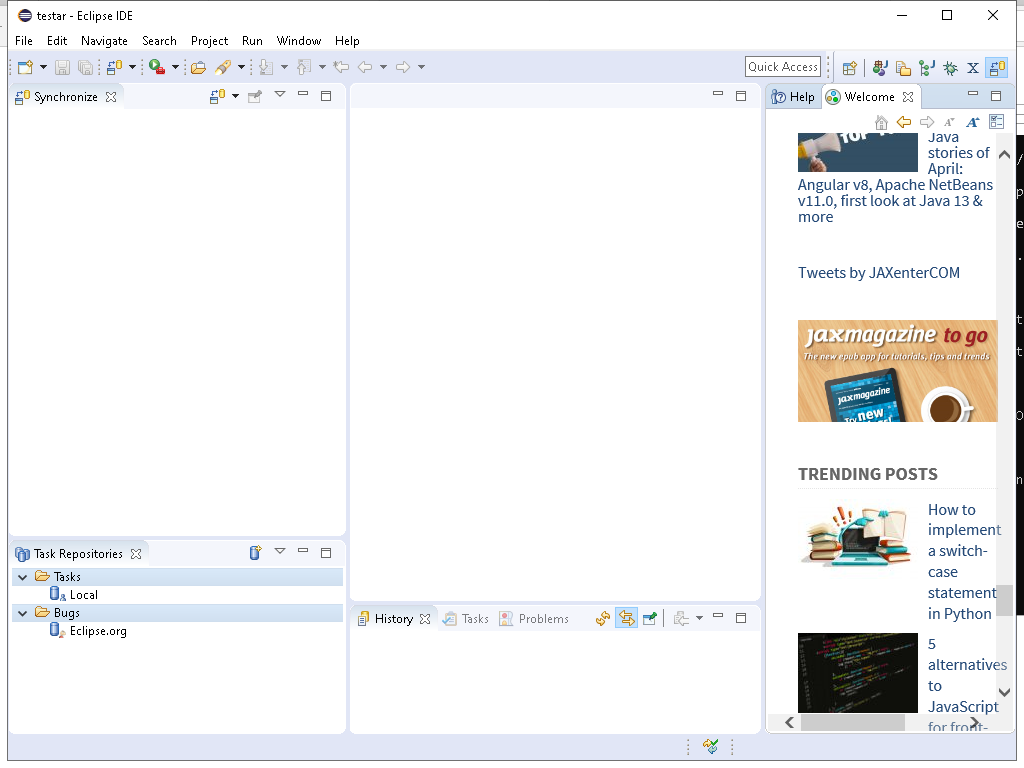 testar - Eclipse IDE
File Edit Navigate Search Project Run Window Help
Quick Access
Synchronize
Help
Welcome
Java
stories of
April:
Angular v8, Apache NetBeans
v11.0, first look at Java 13 &
more
Tweets by JAXenterCOM
jaxmagazine to go
The new epub app for tutorials, tips and trends
jaxmagazine
new
TRENDING POSTS
How to
implement
a switch-
case
statement
in Python
5
alternatives
to
JavaScript
for front-
Task Repositories
Tasks
Local
Bugs
Eclipse.org
History
Tasks
Problems